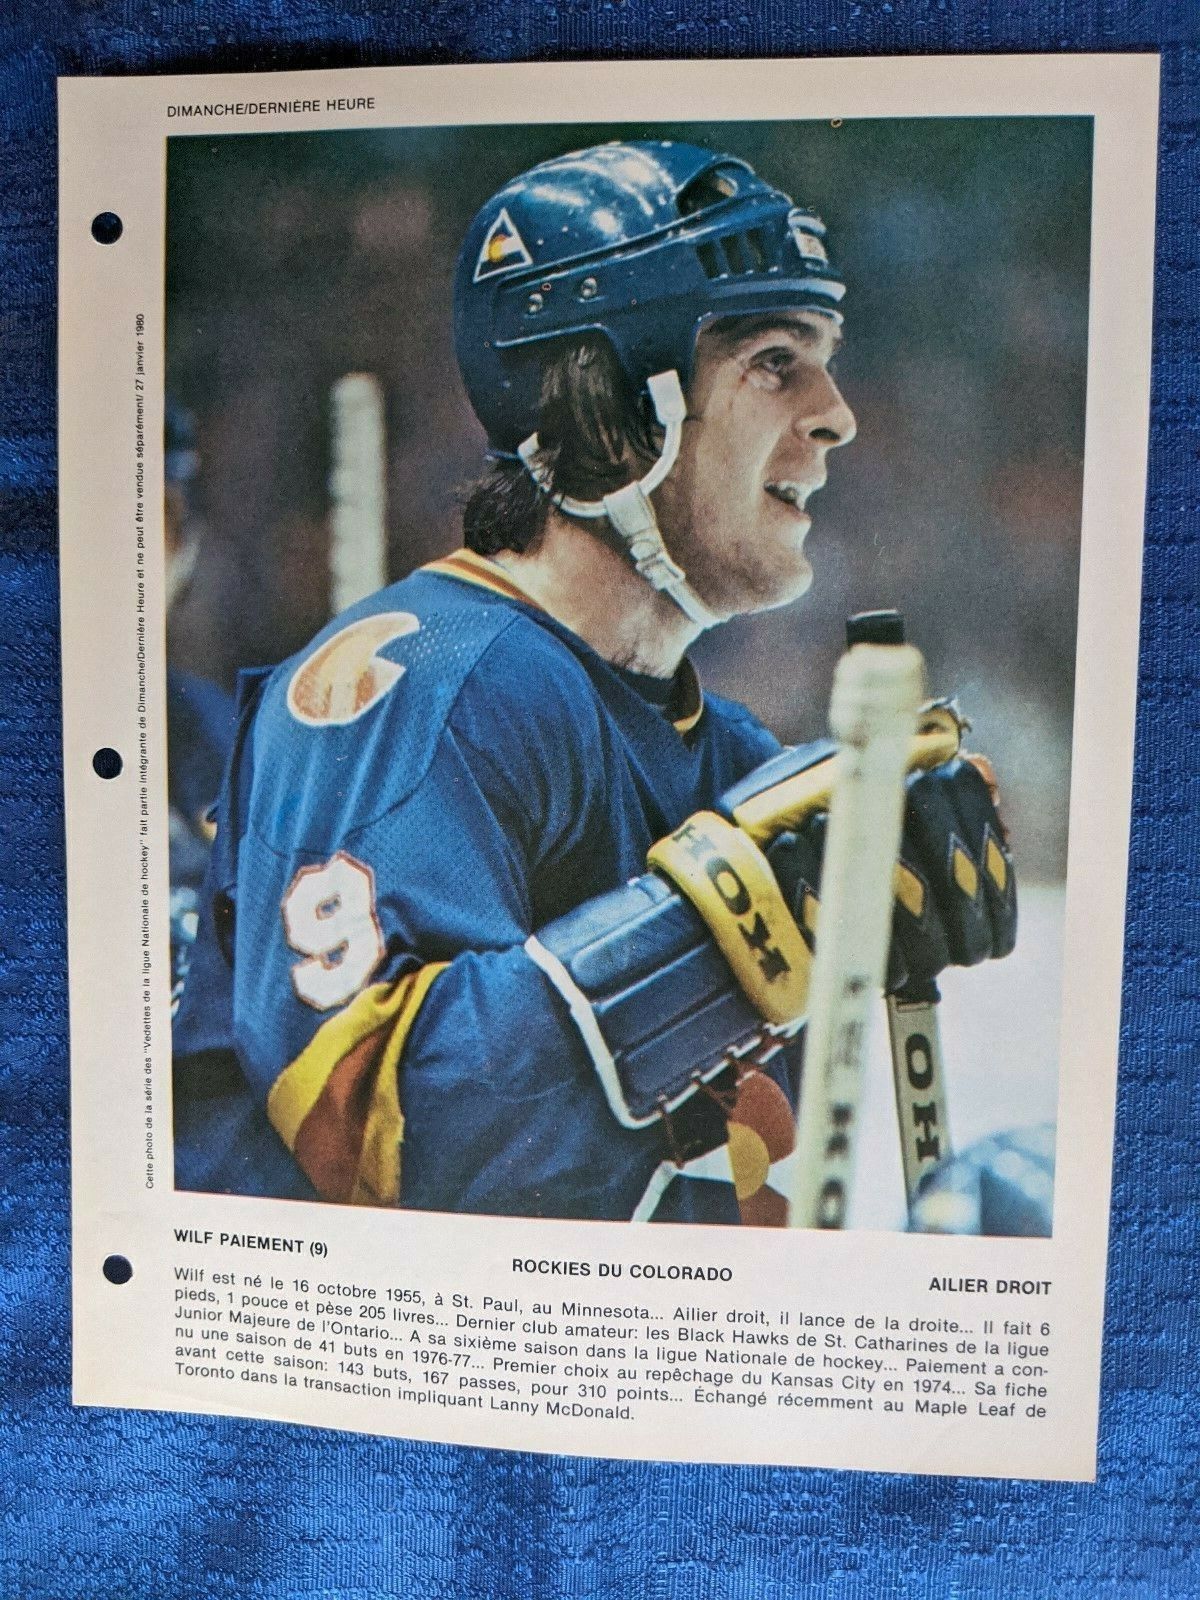 DIMANCHE/DERNIÈRE HEURE
Cette photo de la série des "Vedettes de la ligue Nationale de hockey" fait partie intégrante de Dimanche/Dernière Heure et ne peut être vendue séparément/ 27 janvier 1980
9
KOHO
KOHO
WILF PAIEMENT (9)
ROCKIES DU COLORADO
AILIER DROIT
Wilf est né le 16 octobre 1955, à St. Paul, au Minnesota... Ailier droit, il lance de la droite... Il fait 6
pieds, 1 pouce et pèse 205 livres... Dernier club amateur: les Black Hawks de St. Catharines de la ligue
Junior Majeure de l'Ontario... A sa sixième saison dans la ligue Nationale de hockey... Paiement a con-
nu une saison de 41 buts en 1976-77... Premier choix au repêchage du Kansas City en 1974... Sa fiche
avant cette saison: 143 buts, 167 passes, pour 310 points... Échangé récemment au Maple Leaf de
Toronto dans la transaction impliquant Lanny McDonald.